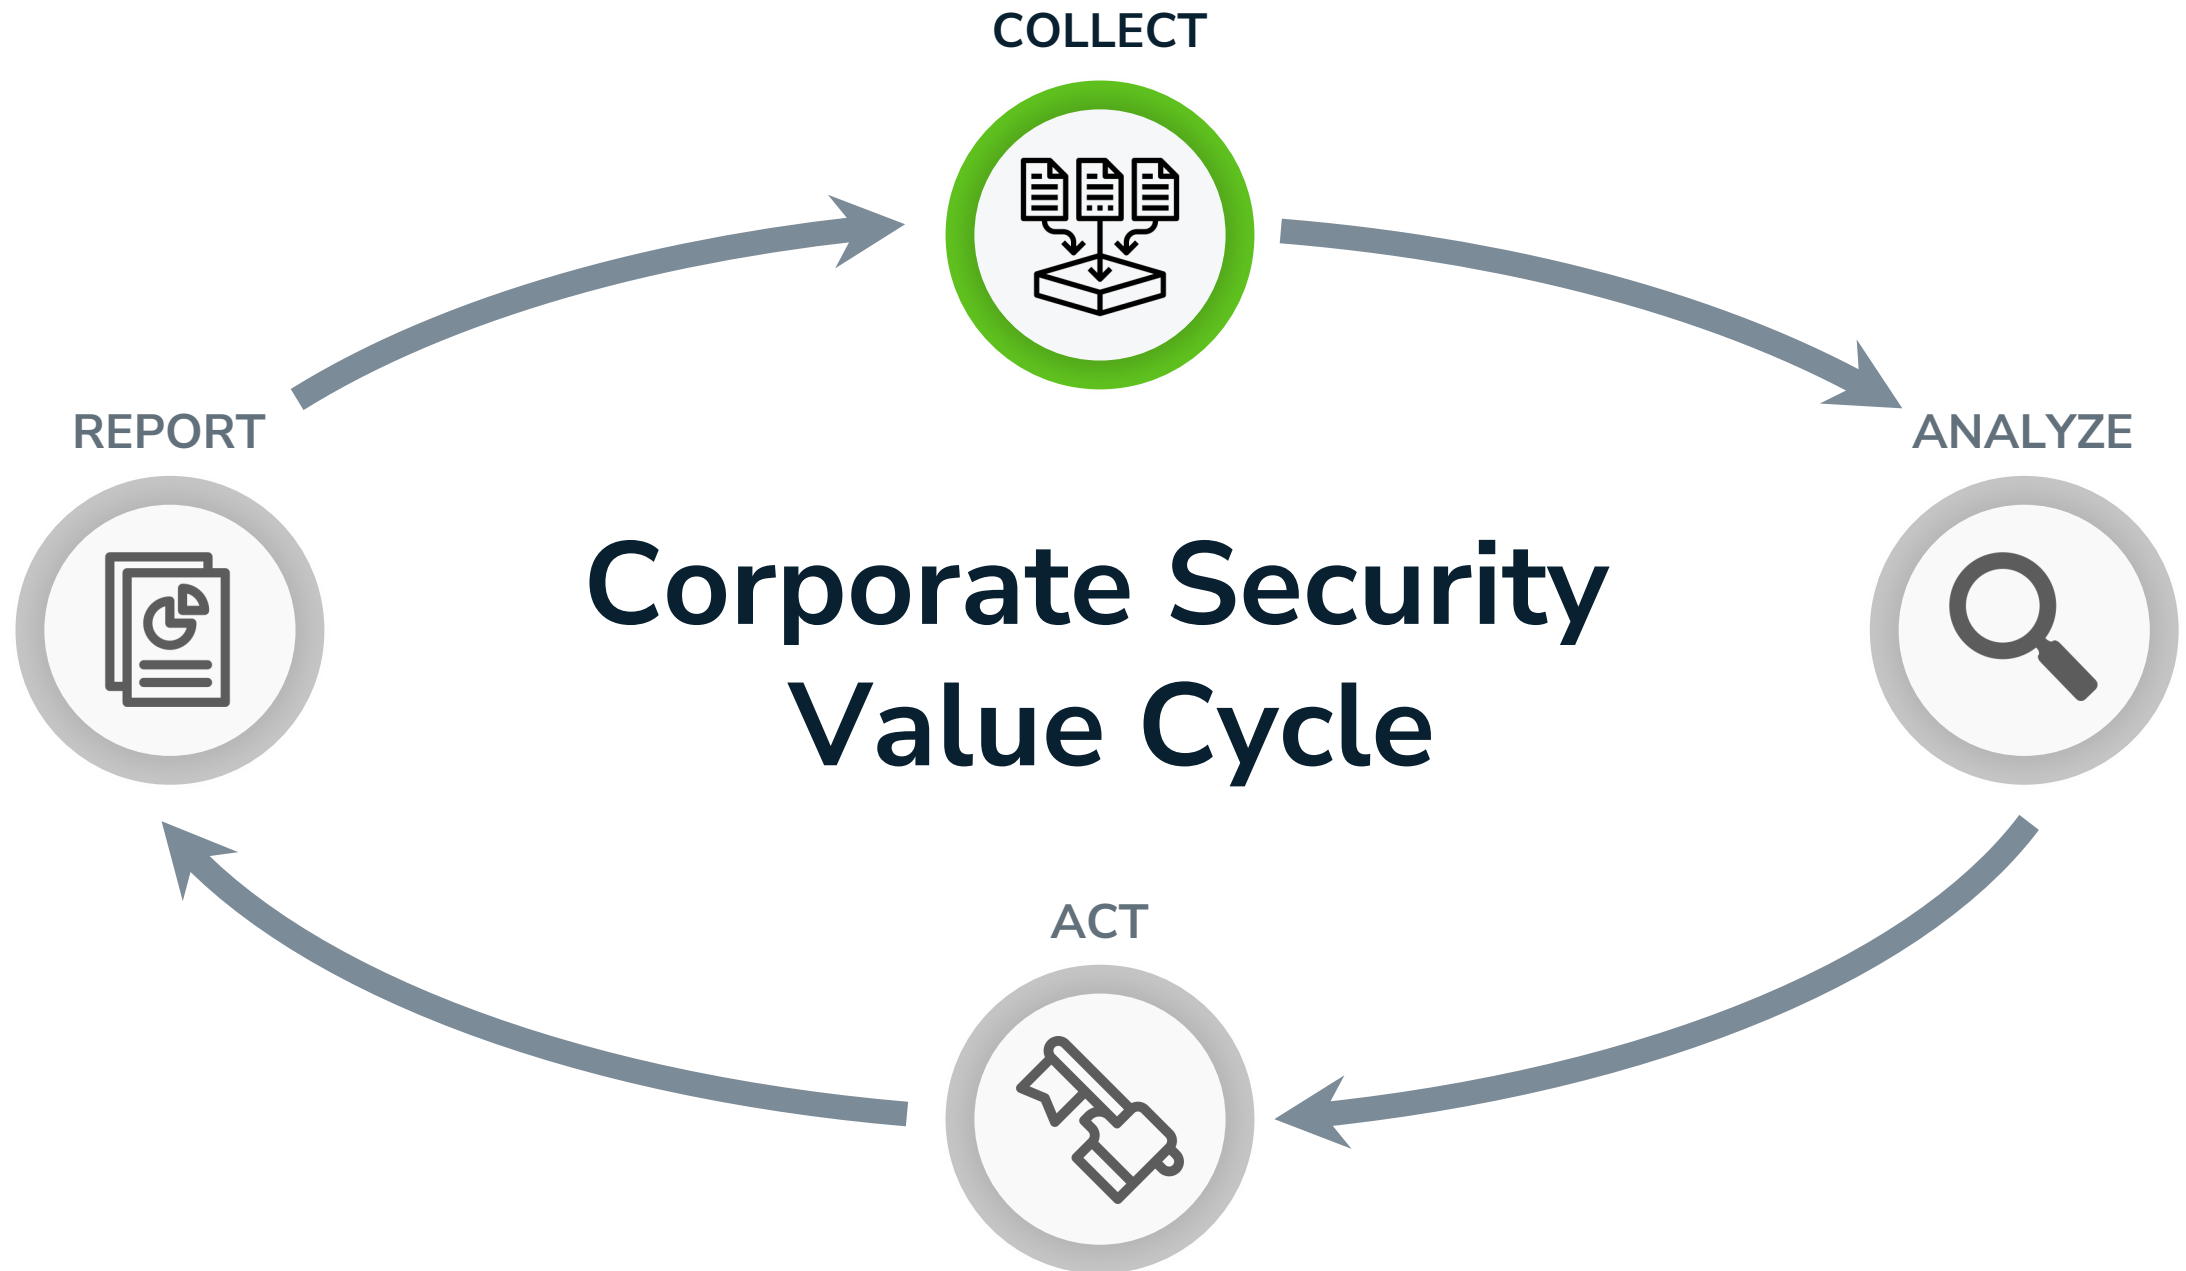 COLLECT
REPORT
ANALYZE
Corporate Security
Value Cycle
ACT